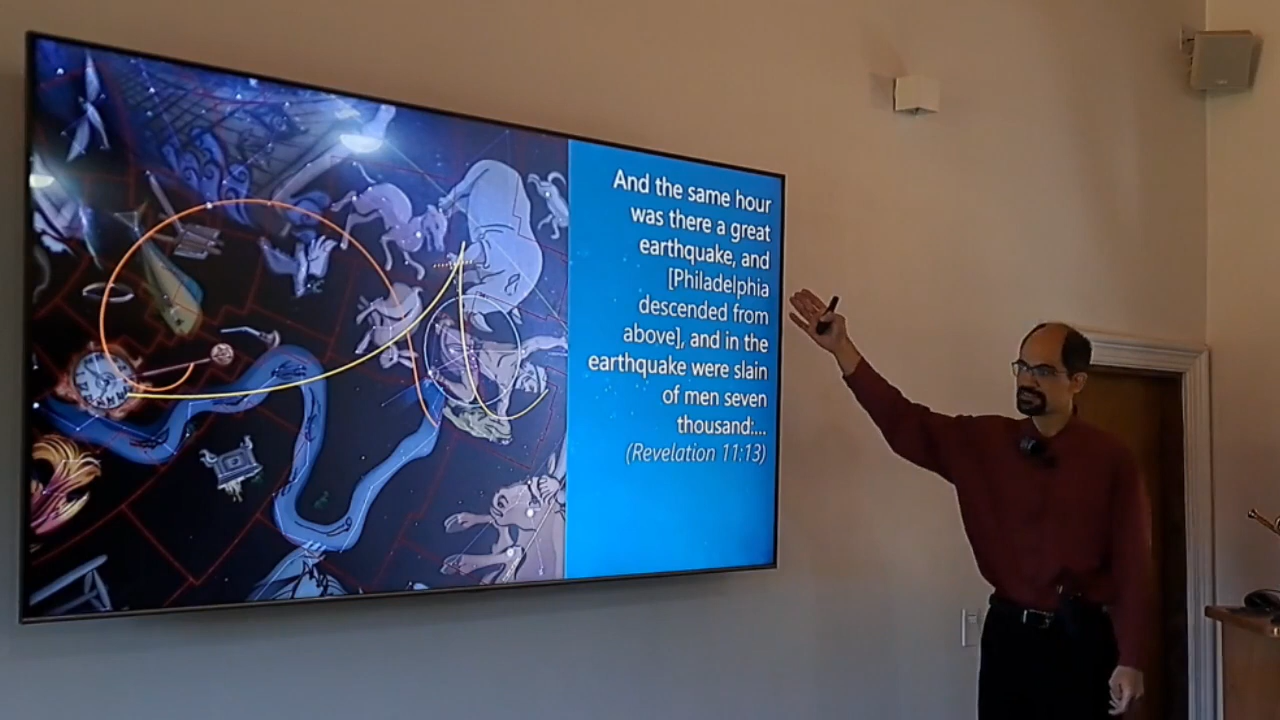 And the same hour
was there a great
earthquake, and
[Philadelphia
descended from
above], and in the
earthquake were slain
of men seven
thousand:...
(Revelation 11:13)